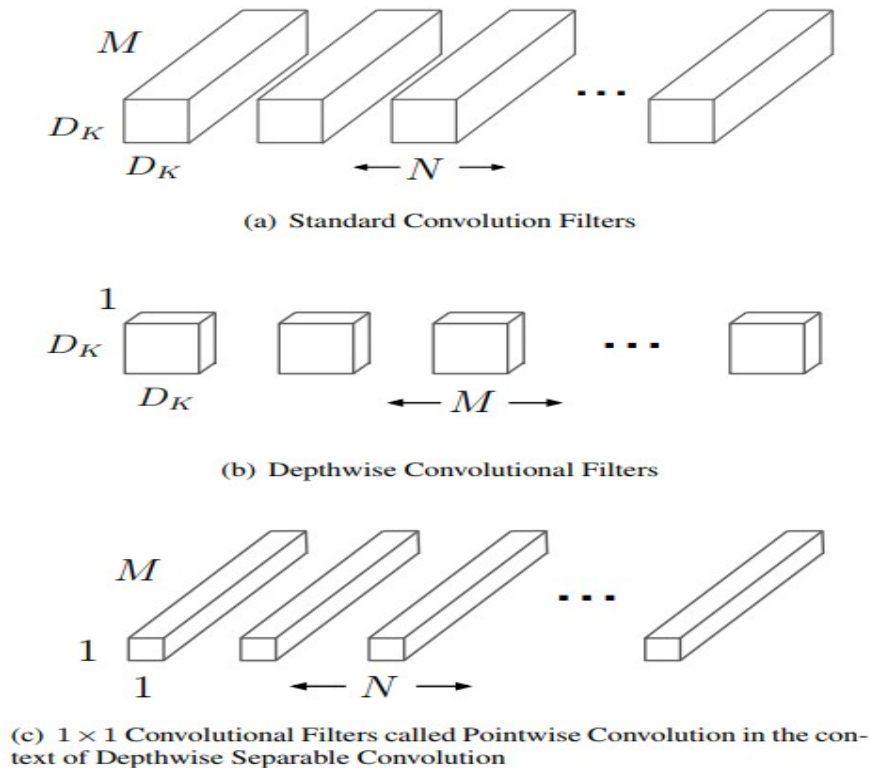 M
D_K
D_K
...
← N →
(a) Standard Convolution Filters
1
D_K
D_K
...
← M →
(b) Depthwise Convolutional Filters
M
1
1
...
← N →
(c) 1 × 1 Convolutional Filters called Pointwise Convolution in the con-
text of Depthwise Separable Convolution